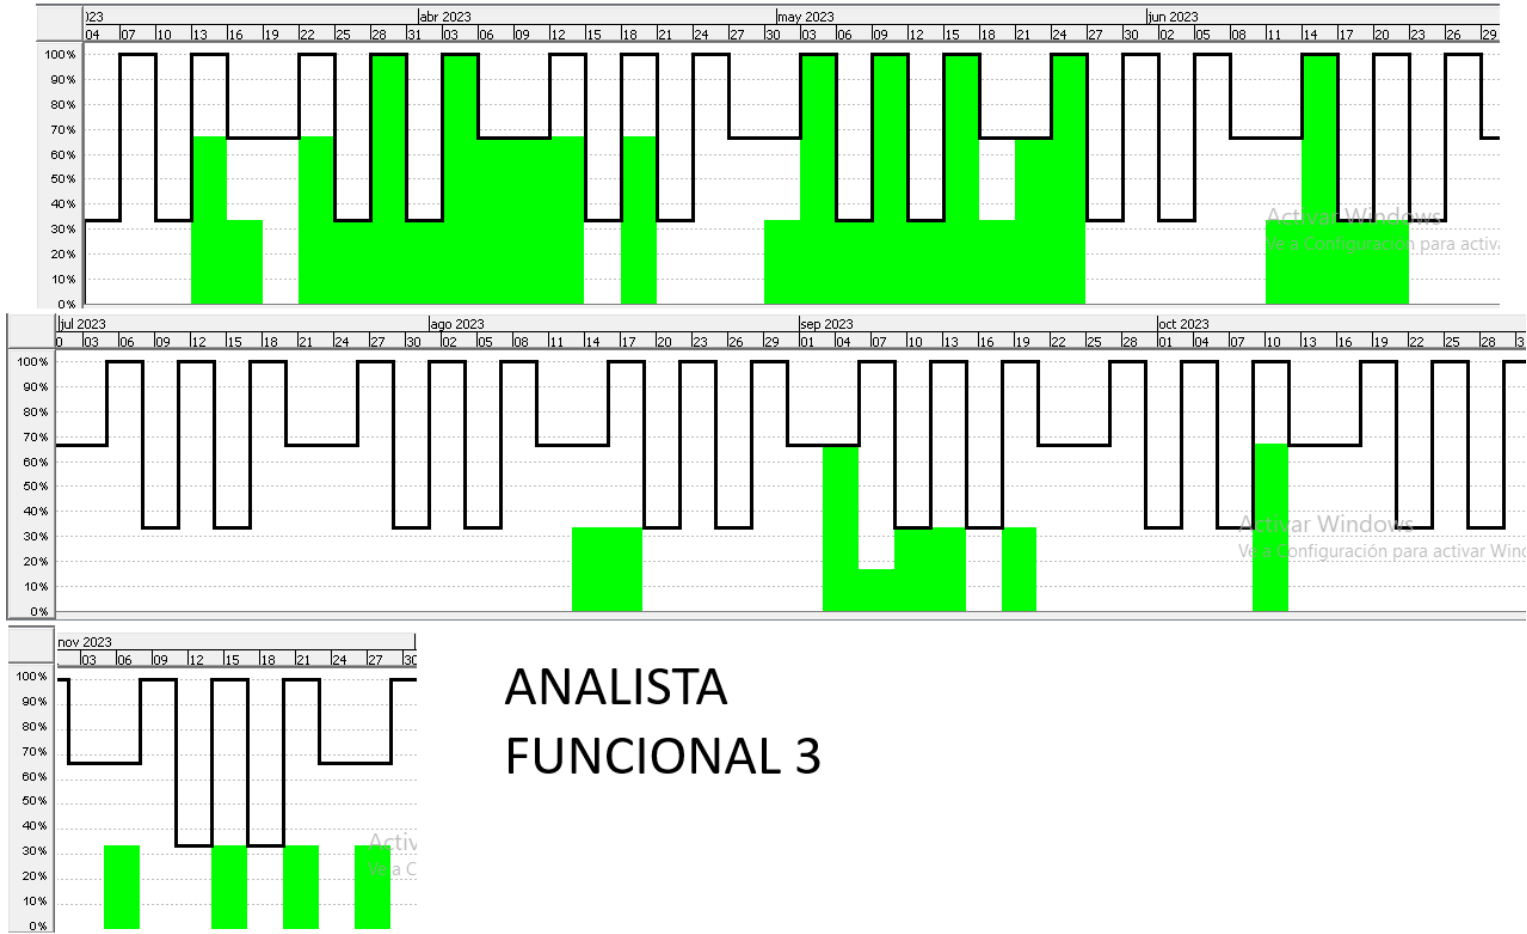 )23 abr 2023 may 2023 jun 2023
04 07 10 13 16 19 22 25 28 31 03 06 09 12 15 18 21 24 27 30 03 06 09 12 15 18 21 24 27 30 02 05 08 11 14 17 20 23 26 29
100%
90%
80%
70%
60%
50%
40%
30%
20%
10%
0%
Activar Windows
Ve a Configuración para activa
jul 2023 ago 2023 sep 2023 oct 2023
0 03 06 09 12 15 18 21 24 27 30 02 05 08 11 14 17 20 23 26 29 01 04 07 10 13 16 19 22 25 28 01 04 07 10 13 16 19 22 25 28 3
100%
90%
80%
70%
60%
50%
40%
30%
20%
10%
0%
Activar Windows
Ve a Configuración para activar Wind
nov 2023
03 06 09 12 15 18 21 24 27 30
100%
90%
80%
70%
60%
50%
40%
30%
20%
10%
0%
Activ
Ve a C
ANALISTA
FUNCIONAL 3